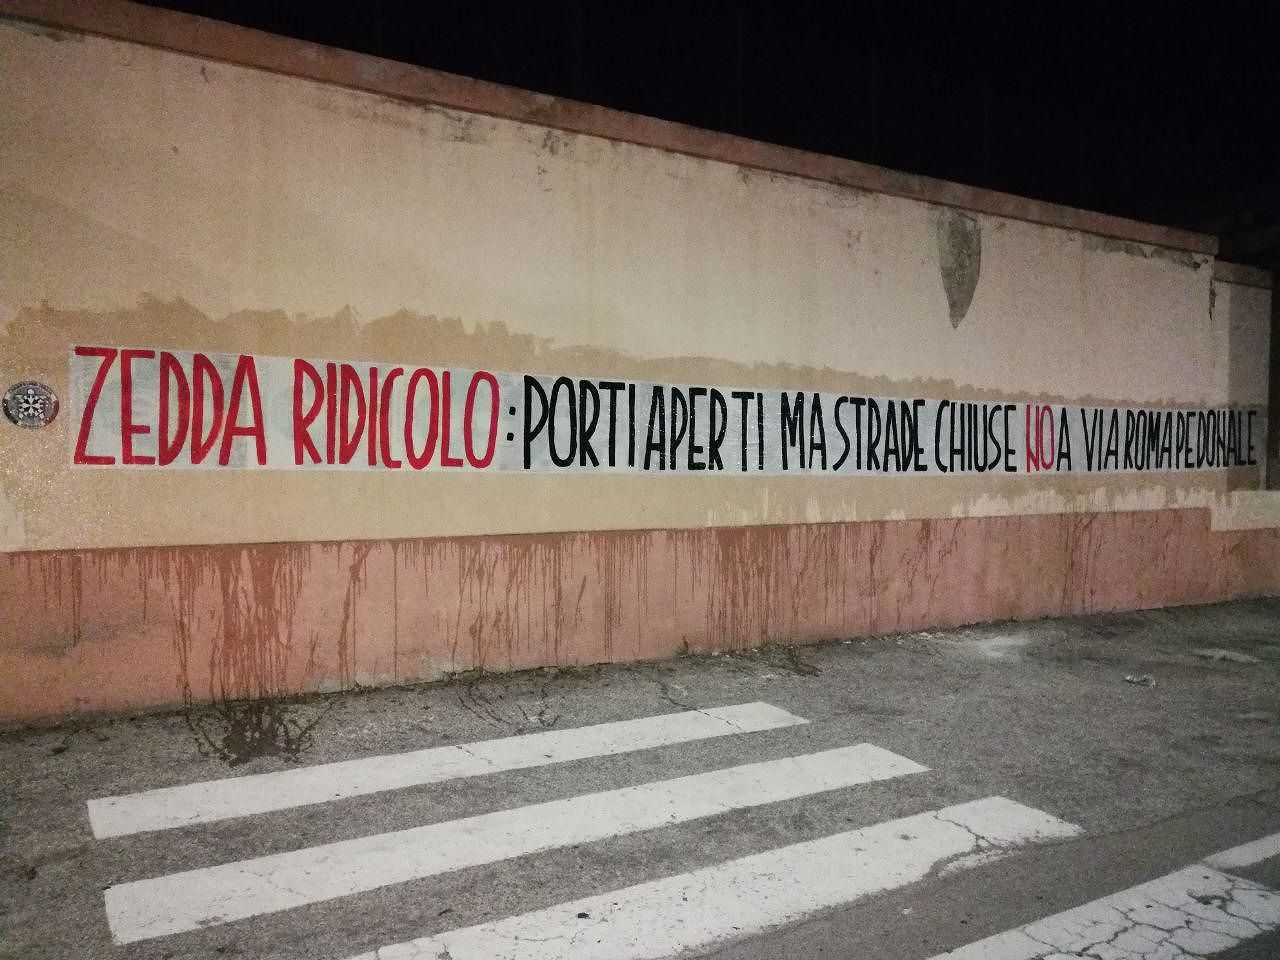 ZEDDA RIDICOLO: PORTI APERTI MA STRADE CHIUSE NO A VIA ROMA PEDONALE